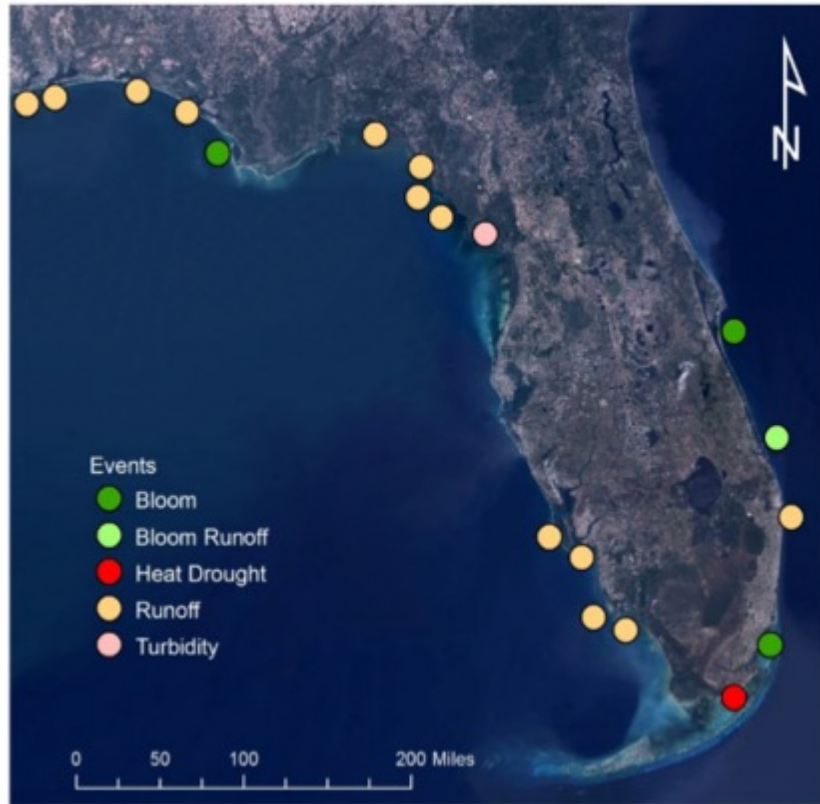 N
Events
Bloom
Bloom Runoff
Heat Drought
Runoff
Turbidity
0 50 100 200 Miles